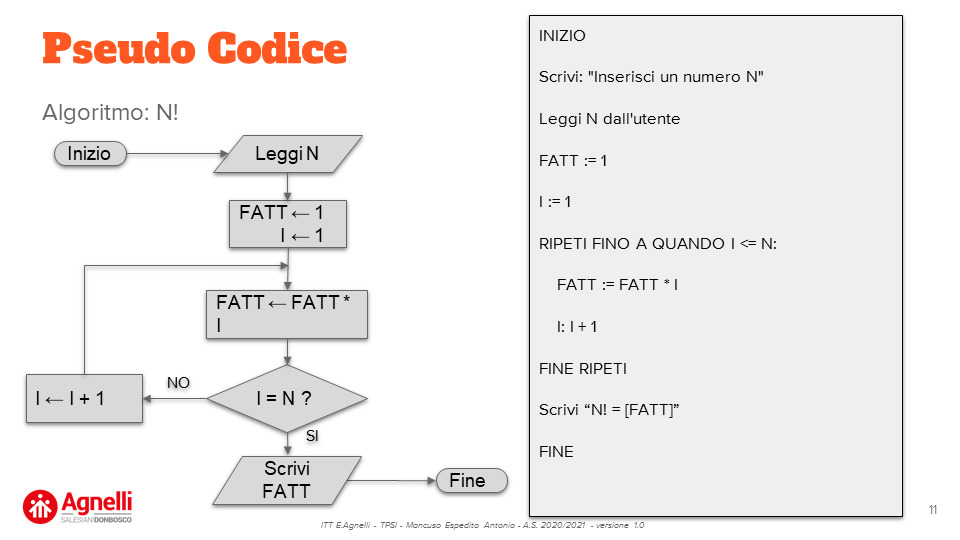 Pseudo Codice
Algoritmo: N!
Inizio
Leggi N
FATT ← 1
I ← 1
FATT ← FATT *
I
I = N ?
NO
I ← I + 1
SI
Scrivi
FATT
Fine
INIZIO
Scrivi: "Inserisci un numero N"
Leggi N dall'utente
FATT := 1
I := 1
RIPETI FINO A QUANDO I <= N:
FATT := FATT * I
I: I + 1
FINE RIPETI
Scrivi “N! = [FATT]”
FINE
Agnelli
SALESIANI DONBOSCO
ITT E.Agnelli - TPSI - Mancuso Espedito Antonio - A.S. 2020/2021 - versione 1.0
11